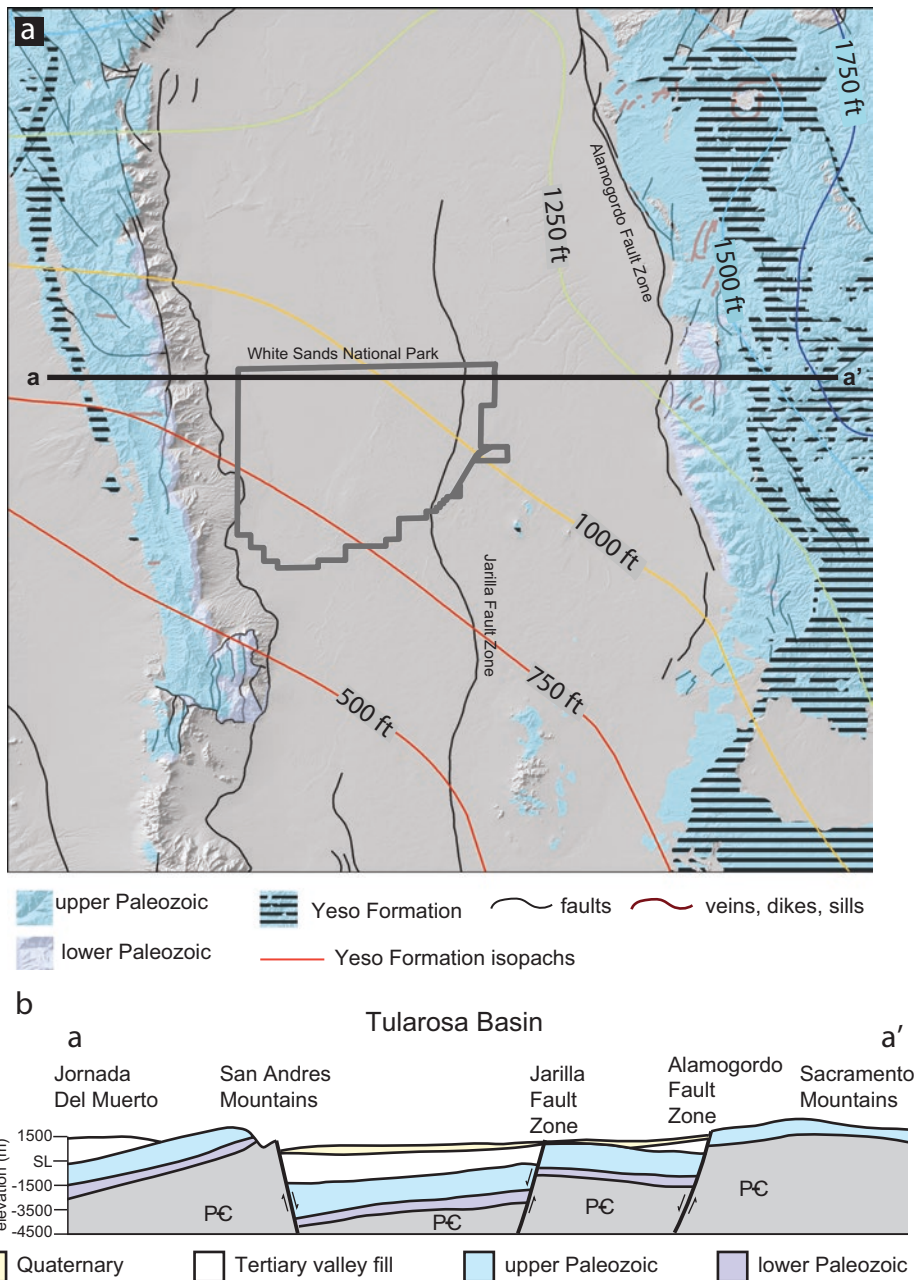 a
1750 ft
Alamogordo Fault Zone
1250 ft
1500 ft
White Sands National Park
a
a'
1000 ft
Jarilla Fault Zone
750 ft
500 ft
upper Paleozoic
Yeso Formation
faults
veins, dikes, sills
lower Paleozoic
Yeso Formation isopachs
b
Tularosa Basin
a
a'
Jornada
Del Muerto
San Andres
Mountains
Jarilla
Fault
Zone
Alamogordo
Fault
Zone
Sacramento
Mountains
elevation (m)
1500
SL
-1500
-3500
-4500
P-C
P-C
P-C
P-C
Quaternary
Tertiary valley fill
upper Paleozoic
lower Paleozoic